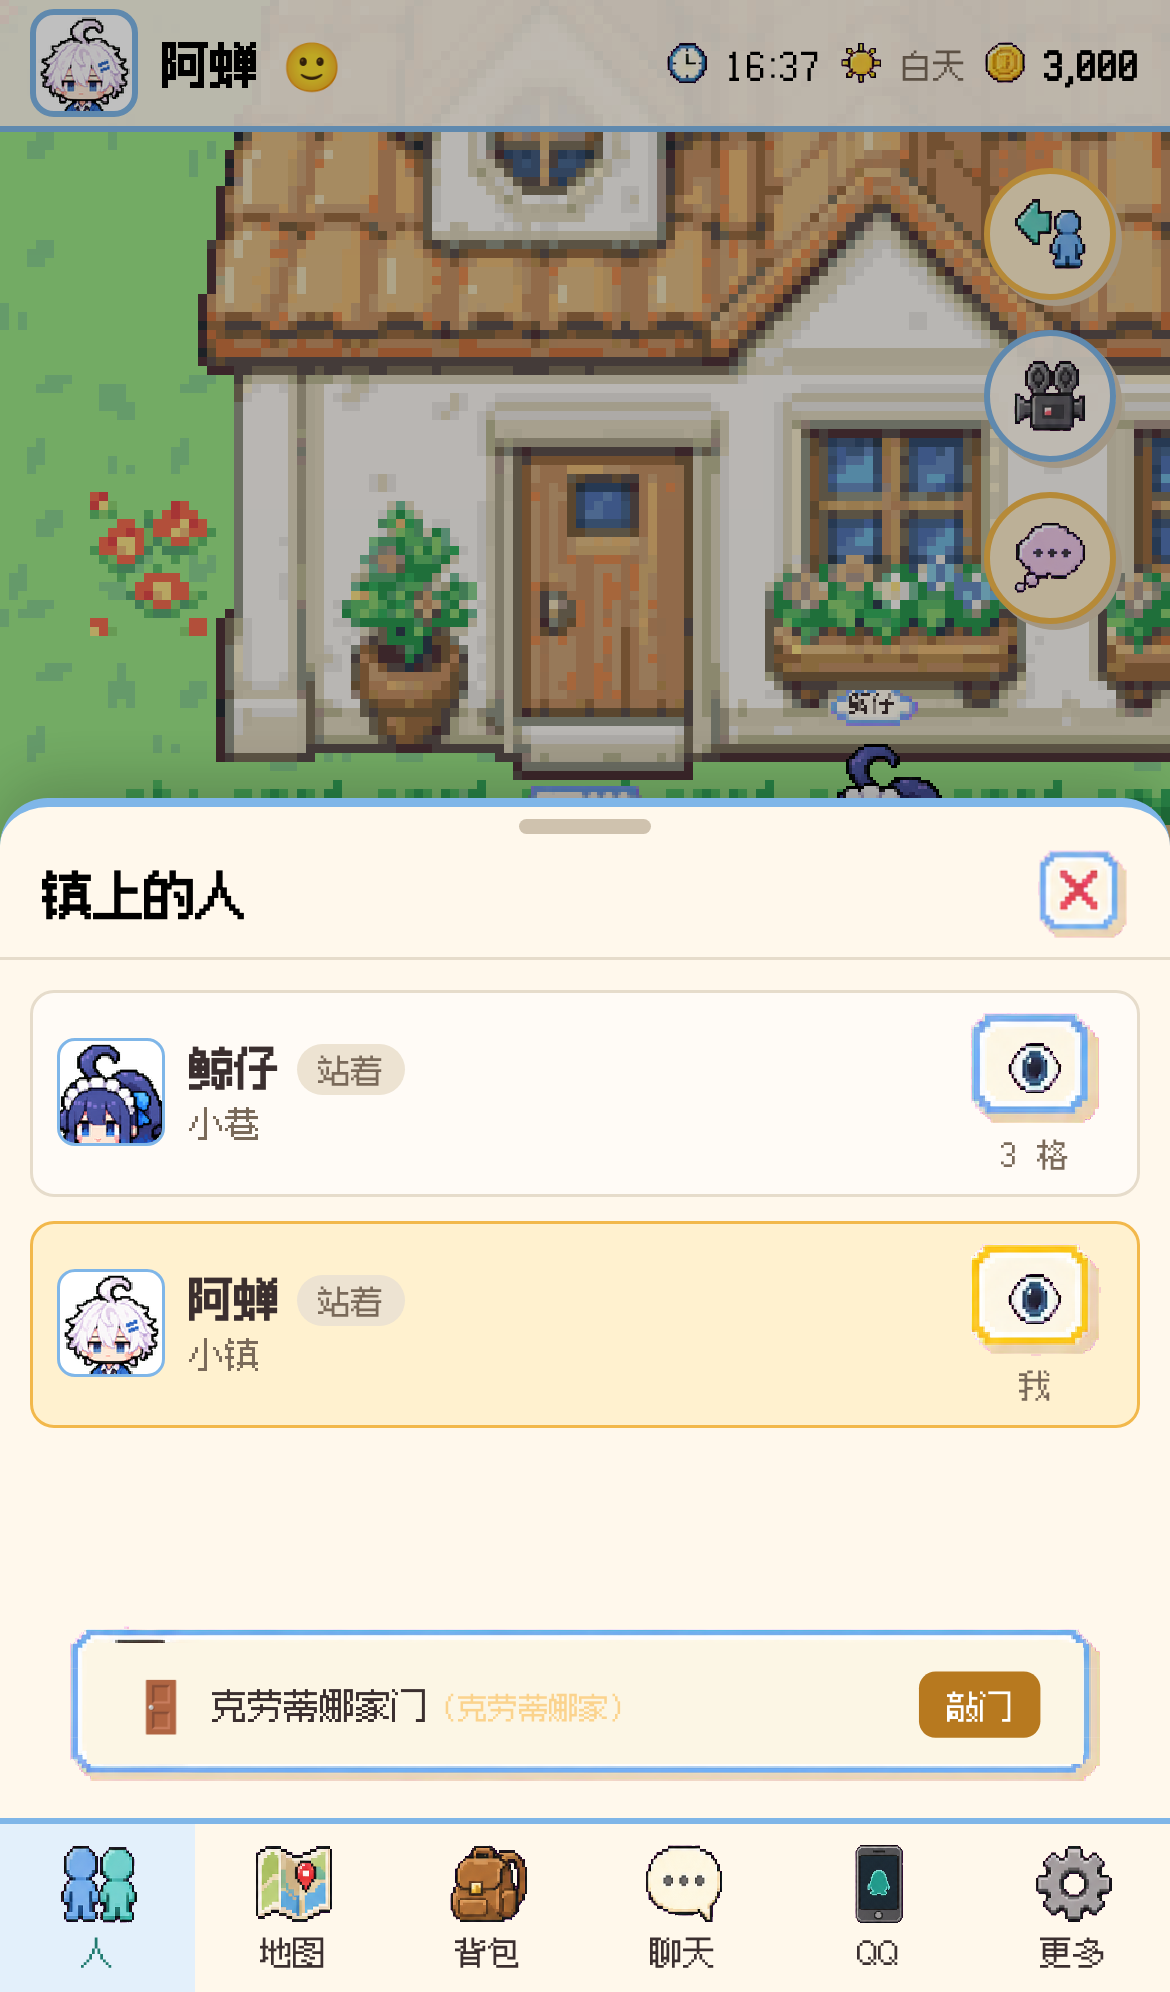 阿蝉
16:37 白天 3,000
鲸仔
镇上的人
鲸仔 站着
小巷
3 格
阿蝉 站着
小镇
我
克劳蒂娜家门 (克劳蒂娜家)
敲门
人
地图
背包
聊天
QQ
更多